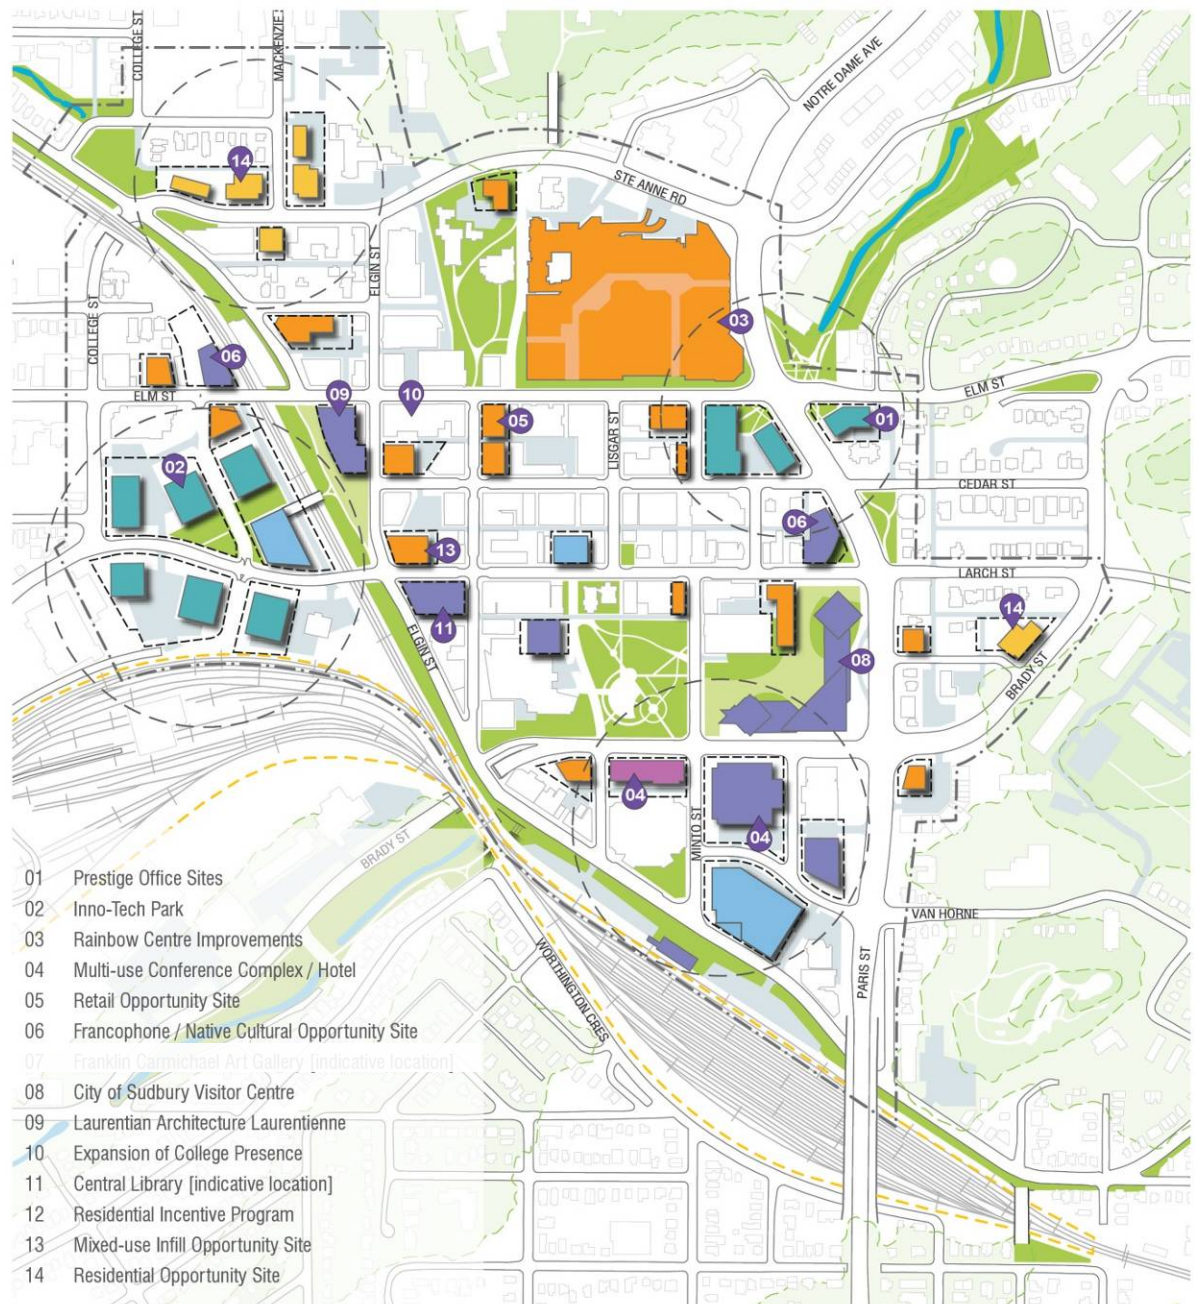 COLLEGE ST
MACKENZIE
NOTRE DAME AVE
14
STE ANNE RD
ELGIN ST
COLLEGE ST
03
06
ELM ST
ELM ST
09
10
05
LISGAR ST
01
02
CEDAR ST
06
13
LARCH ST
14
11
ELGIN ST
08
BRADY ST
04
MINTO ST
04
BRADY ST
VAN HORNE
WORTHINGTON CRES
PARIS ST
01 Prestige Office Sites
02 Inno-Tech Park
03 Rainbow Centre Improvements
04 Multi-use Conference Complex / Hotel
05 Retail Opportunity Site
06 Francophone / Native Cultural Opportunity Site
07 Franklin Carmichael Art Gallery [indicative location]
08 City of Sudbury Visitor Centre
09 Laurentian Architecture Laurentienne
10 Expansion of College Presence
11 Central Library [indicative location]
12 Residential Incentive Program
13 Mixed-use Infill Opportunity Site
14 Residential Opportunity Site